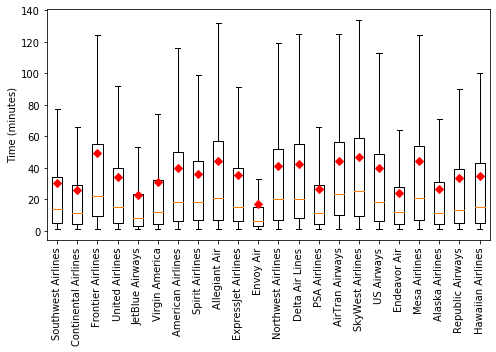 140
120
100
80
60
40
20
0
Time (minutes)
Southwest Airlines
Continental Airlines
Frontier Airlines
United Airlines
JetBlue Airways
Virgin America
American Airlines
Spirit Airlines
Allegiant Air
ExpressJet Airlines
Envoy Air
Northwest Airlines
Delta Air Lines
PSA Airlines
AirTran Airways
SkyWest Airlines
US Airways
Endeavor Air
Mesa Airlines
Alaska Airlines
Republic Airways
Hawaiian Airlines